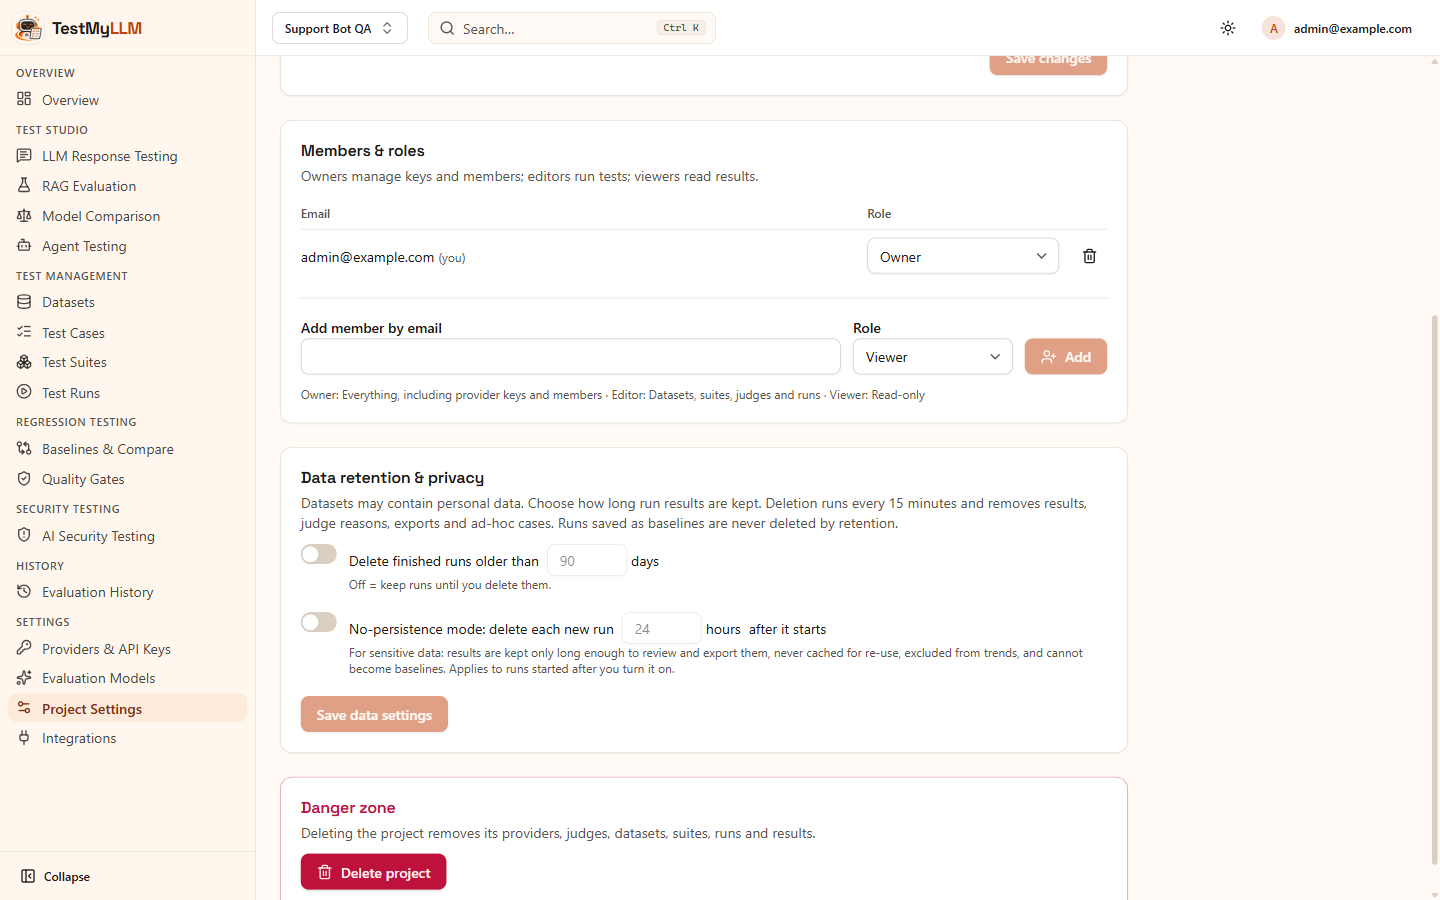 TestMyLLM
Support Bot QA
Search...
Ctrl K
A
admin@example.com
OVERVIEW
Overview
TEST STUDIO
LLM Response Testing
RAG Evaluation
Model Comparison
Agent Testing
TEST MANAGEMENT
Datasets
Test Cases
Test Suites
Test Runs
REGRESSION TESTING
Baselines & Compare
Quality Gates
SECURITY TESTING
AI Security Testing
HISTORY
Evaluation History
SETTINGS
Providers & API Keys
Evaluation Models
Project Settings
Integrations
Collapse
Save changes
Members & roles
Owners manage keys and members; editors run tests; viewers read results.
Email Role
admin@example.com (you) Owner
Add member by email Role
Viewer Add
Owner: Everything, including provider keys and members · Editor: Datasets, suites, judges and runs · Viewer: Read-only
Data retention & privacy
Datasets may contain personal data. Choose how long run results are kept. Deletion runs every 15 minutes and removes results,
judge reasons, exports and ad-hoc cases. Runs saved as baselines are never deleted by retention.
Delete finished runs older than 90 days
Off = keep runs until you delete them.
No-persistence mode: delete each new run 24 hours after it starts
For sensitive data: results are kept only long enough to review and export them, never cached for re-use, excluded from trends, and cannot
become baselines. Applies to runs started after you turn it on.
Save data settings
Danger zone
Deleting the project removes its providers, judges, datasets, suites, runs and results.
Delete project